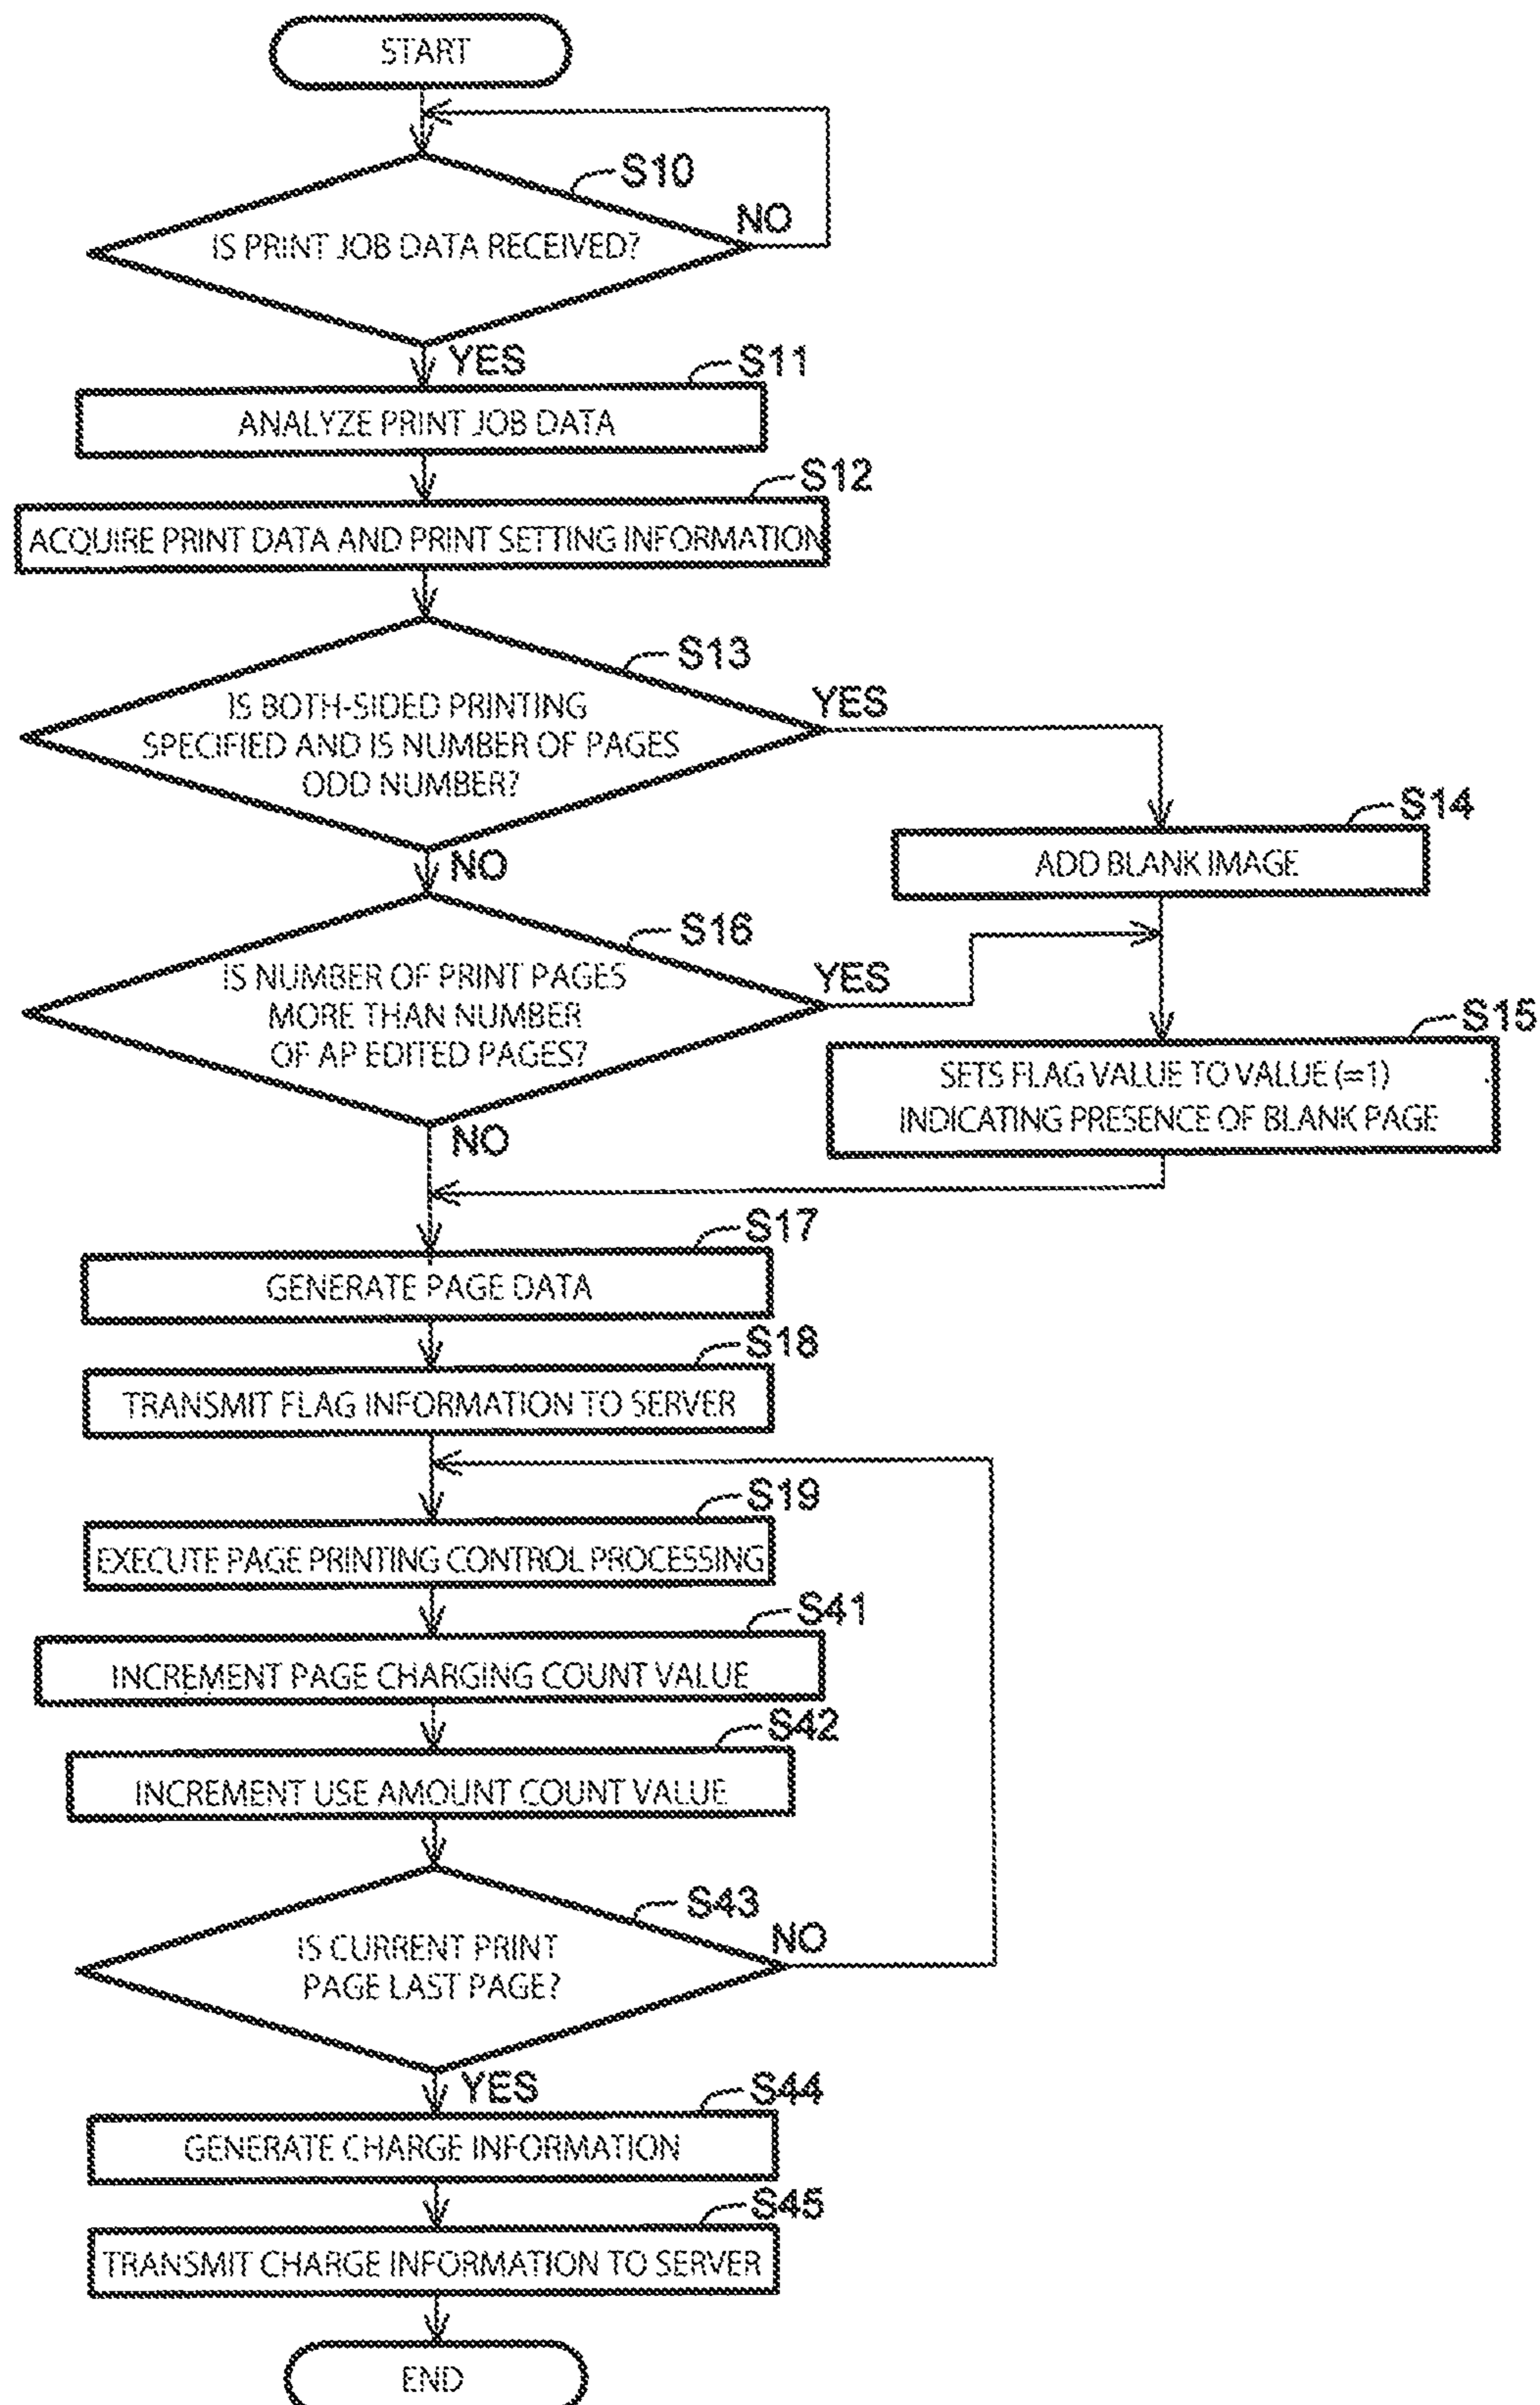 START
S10
NO
IS PRINT JOB DATA RECEIVED?
YES
S11
ANALYZE PRINT JOB DATA
S12
ACQUIRE PRINT DATA AND PRINT SETTING INFORMATION
S13
YES
IS BOTH-SIDED PRINTING
SPECIFIED AND IS NUMBER OF PAGES
ODD NUMBER?
S14
ADD BLANK IMAGE
NO
S16
YES
IS NUMBER OF PRINT PAGES
MORE THAN NUMBER
OF AP EDITED PAGES?
S15
SETS FLAG VALUE TO VALUE (=1)
INDICATING PRESENCE OF BLANK PAGE
NO
S17
GENERATE PAGE DATA
S18
TRANSMIT FLAG INFORMATION TO SERVER
S19
EXECUTE PAGE PRINTING CONTROL PROCESSING
S41
INCREMENT PAGE CHARGING COUNT VALUE
S42
INCREMENT USE AMOUNT COUNT VALUE
S43
NO
IS CURRENT PRINT
PAGE LAST PAGE?
YES
S44
GENERATE CHARGE INFORMATION
S45
TRANSMIT CHARGE INFORMATION TO SERVER
END